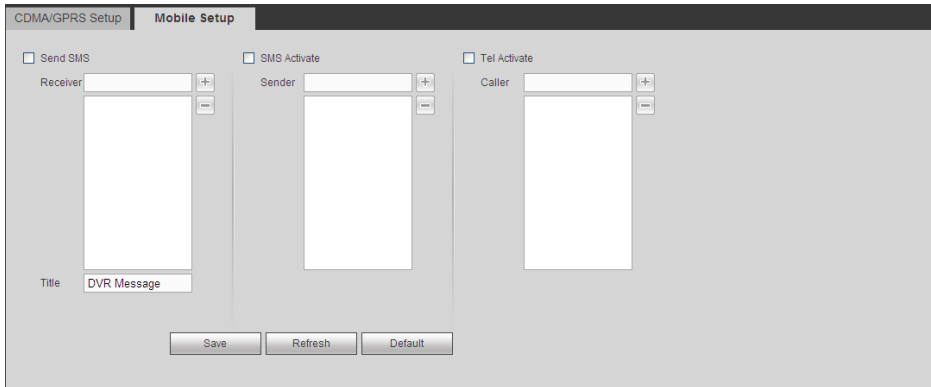 CDMA/GPRS Setup Mobile Setup
Send SMS SMS Activate Tel Activate
Receiver Sender Caller
Title DVR Message
Save Refresh Default